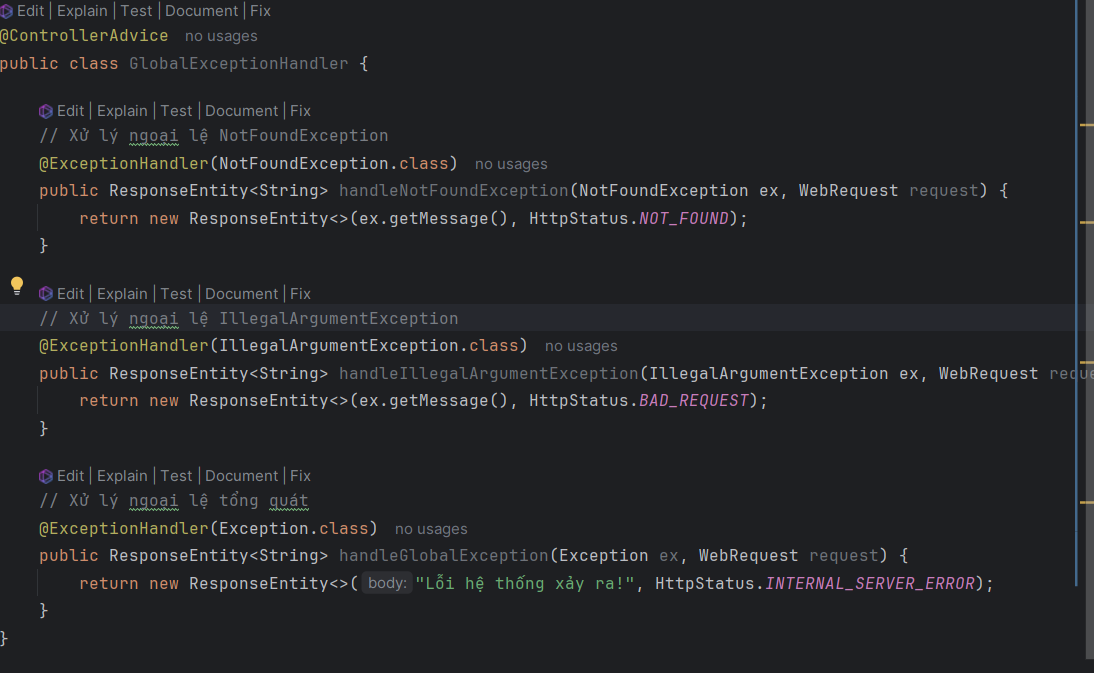 Edit | Explain | Test | Document | Fix
@ControllerAdvice no usages
public class GlobalExceptionHandler {
Edit | Explain | Test | Document | Fix
// Xử lý ngoại lệ NotFoundException
@ExceptionHandler(NotFoundException.class) no usages
public ResponseEntity<String> handleNotFoundException(NotFoundException ex, WebRequest request) {
return new ResponseEntity<>(ex.getMessage(), HttpStatus.NOT_FOUND);
}
Edit | Explain | Test | Document | Fix
// Xử lý ngoại lệ IllegalArgumentException
@ExceptionHandler(IllegalArgumentException.class) no usages
public ResponseEntity<String> handleIllegalArgumentException(IllegalArgumentException ex, WebRequest reque
return new ResponseEntity<>(ex.getMessage(), HttpStatus.BAD_REQUEST);
}
Edit | Explain | Test | Document | Fix
// Xử lý ngoại lệ tổng quát
@ExceptionHandler(Exception.class) no usages
public ResponseEntity<String> handleGlobalException(Exception ex, WebRequest request) {
return new ResponseEntity<>( body: "Lỗi hệ thống xảy ra!", HttpStatus.INTERNAL_SERVER_ERROR);
}
}